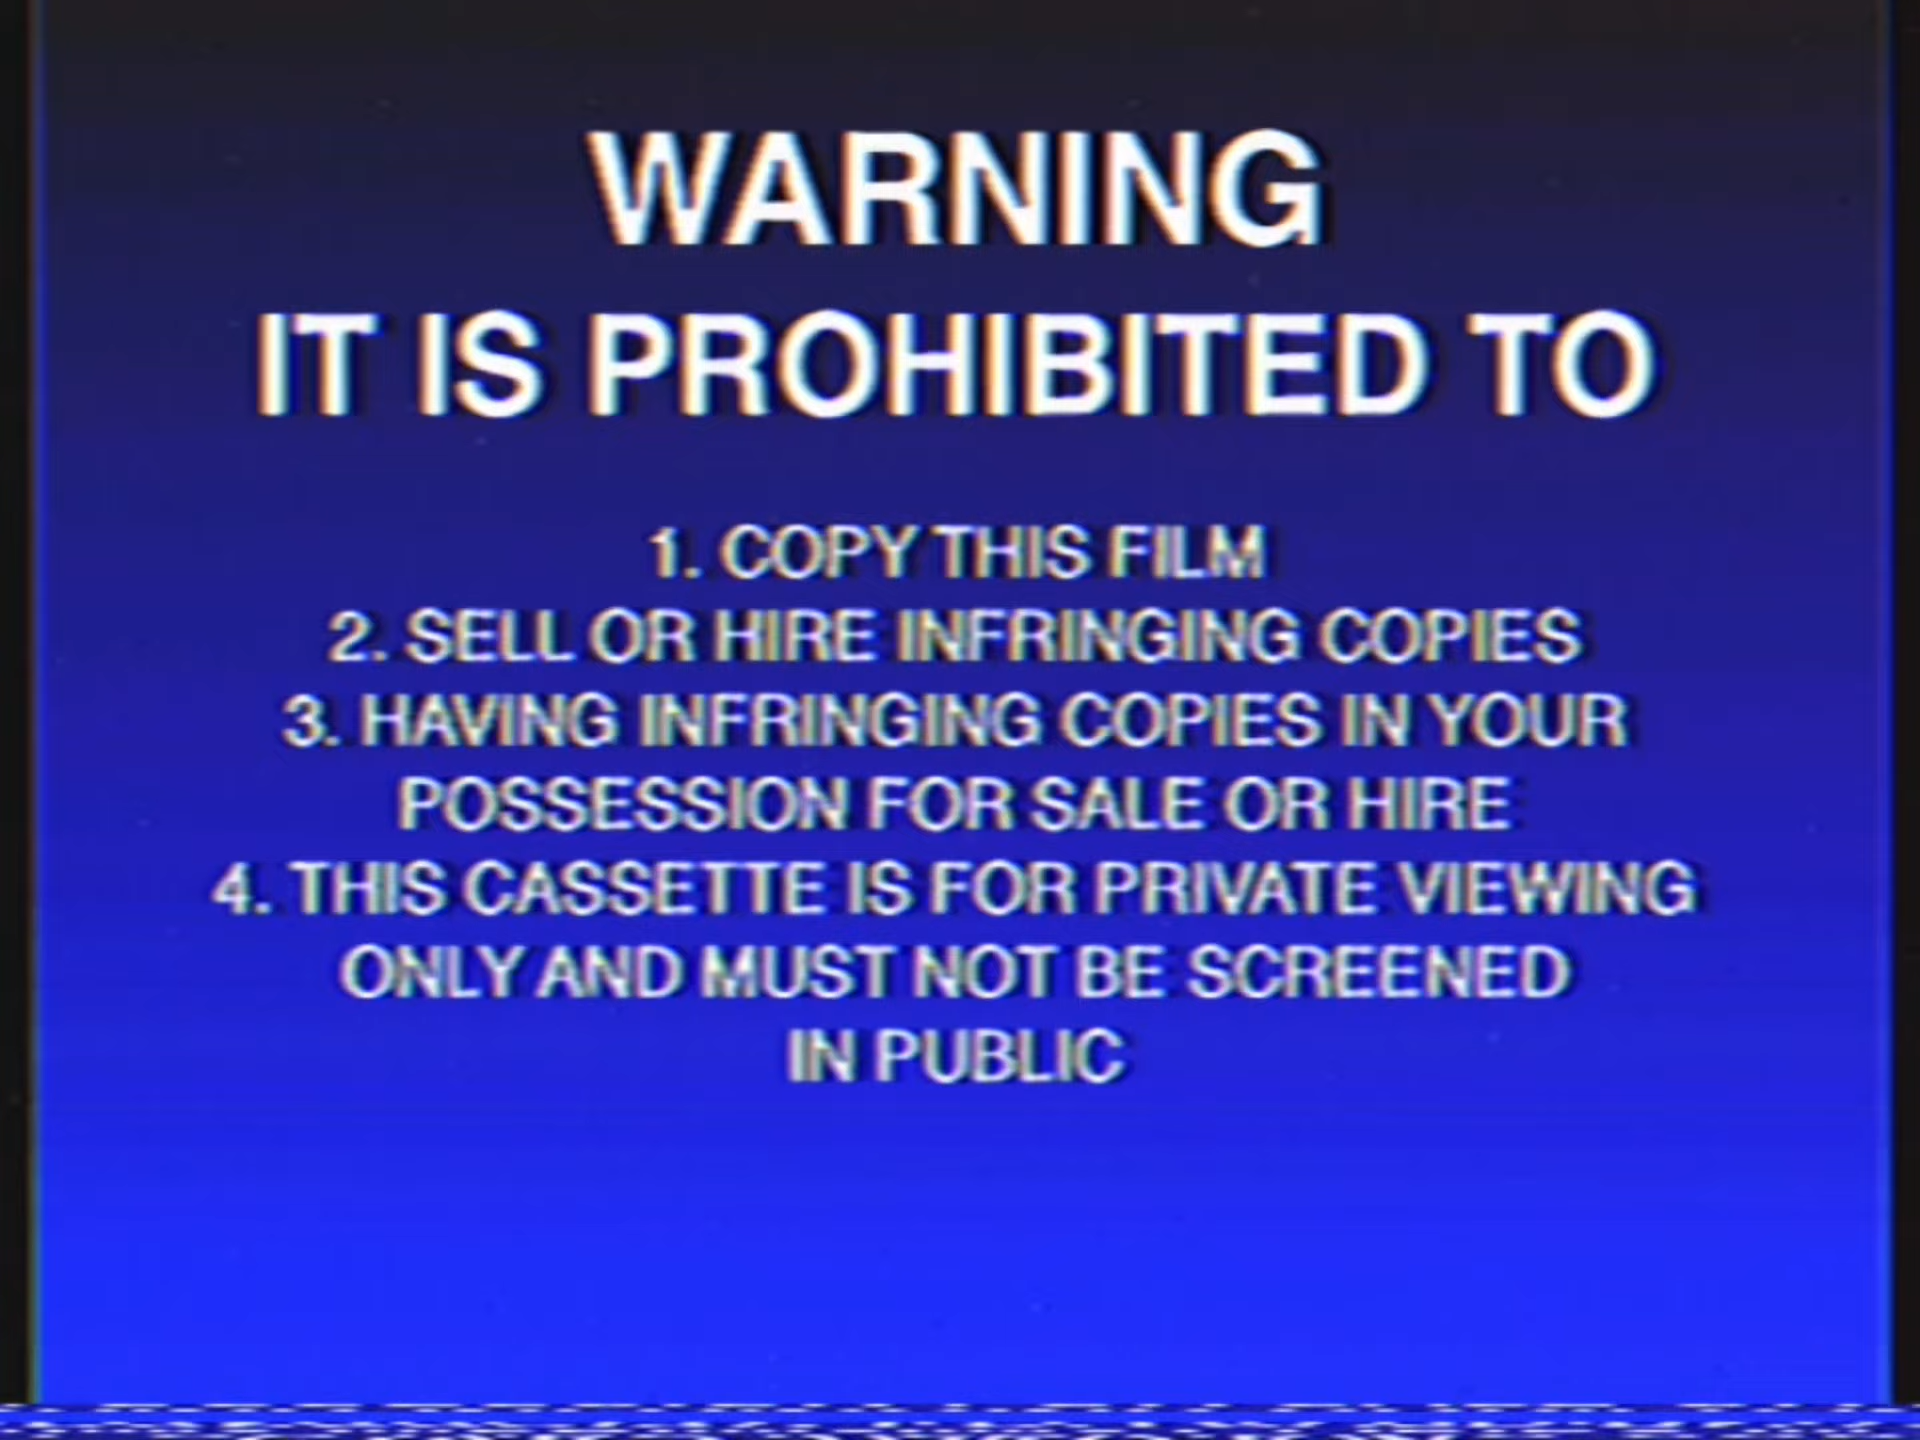 WARNING
IT IS PROHIBITED TO
1. COPY THIS FILM
2. SELL OR HIRE INFRINGING COPIES
3. HAVING INFRINGING COPIES IN YOUR
POSSESSION FOR SALE OR HIRE
4. THIS CASSETTE IS FOR PRIVATE VIEWING
ONLY AND MUST NOT BE SCREENED
IN PUBLIC